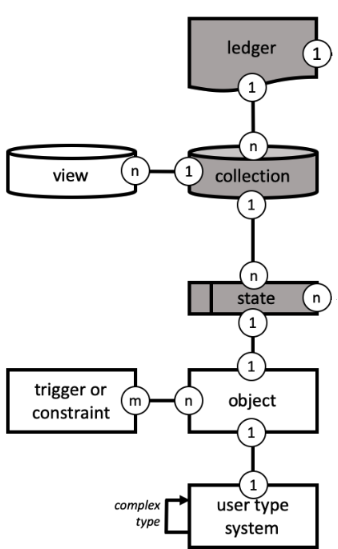 ledger
1
1
n
view
n
1
collection
1
n
state
n
1
1
trigger or
constraint
m
n
object
1
1
complex
type
user type
system